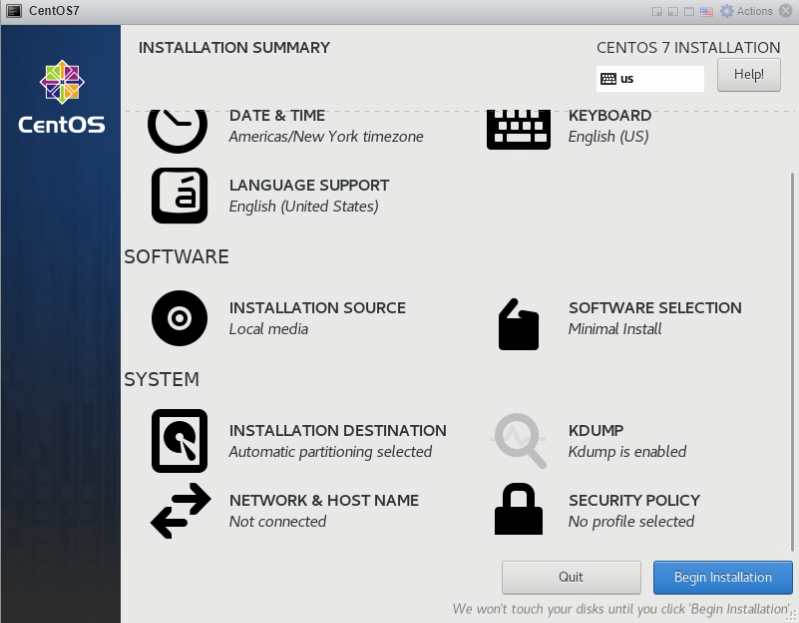 CentOS7
Actions
INSTALLATION SUMMARY
CENTOS 7 INSTALLATION
us
Help!
CentOS
DATE & TIME
Americas/New York timezone
KEYBOARD
English (US)
á
LANGUAGE SUPPORT
English (United States)
SOFTWARE
INSTALLATION SOURCE
Local media
SOFTWARE SELECTION
Minimal Install
SYSTEM
INSTALLATION DESTINATION
Automatic partitioning selected
KDUMP
Kdump is enabled
NETWORK & HOST NAME
Not connected
SECURITY POLICY
No profile selected
Quit
Begin Installation
We won't touch your disks until you click 'Begin Installation'.